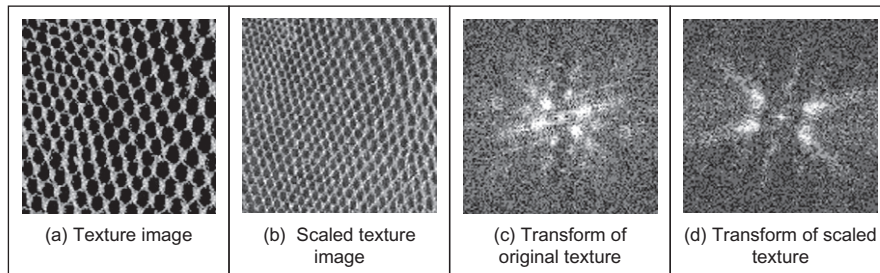 (a) Texture image
(b) Scaled texture
image
(c) Transform of
original texture
(d) Transform of scaled
texture